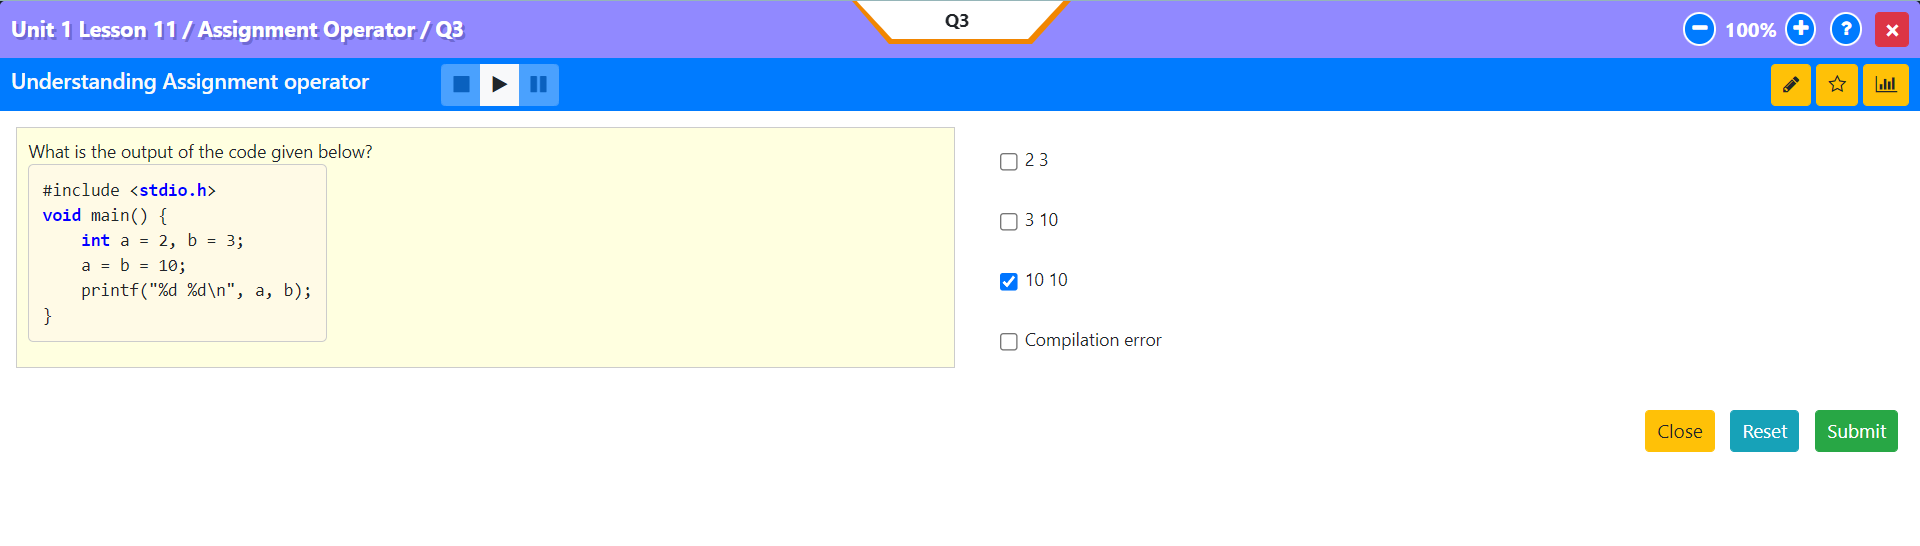 Unit 1 Lesson 11 / Assignment Operator / Q3
Q3
100%
?
×
Understanding Assignment operator
What is the output of the code given below?
#include <stdio.h>
void main() {
    int a = 2, b = 3;
    a = b = 10;
    printf("%d %d\n", a, b);
}
2 3
3 10
10 10
Compilation error
Close
Reset
Submit